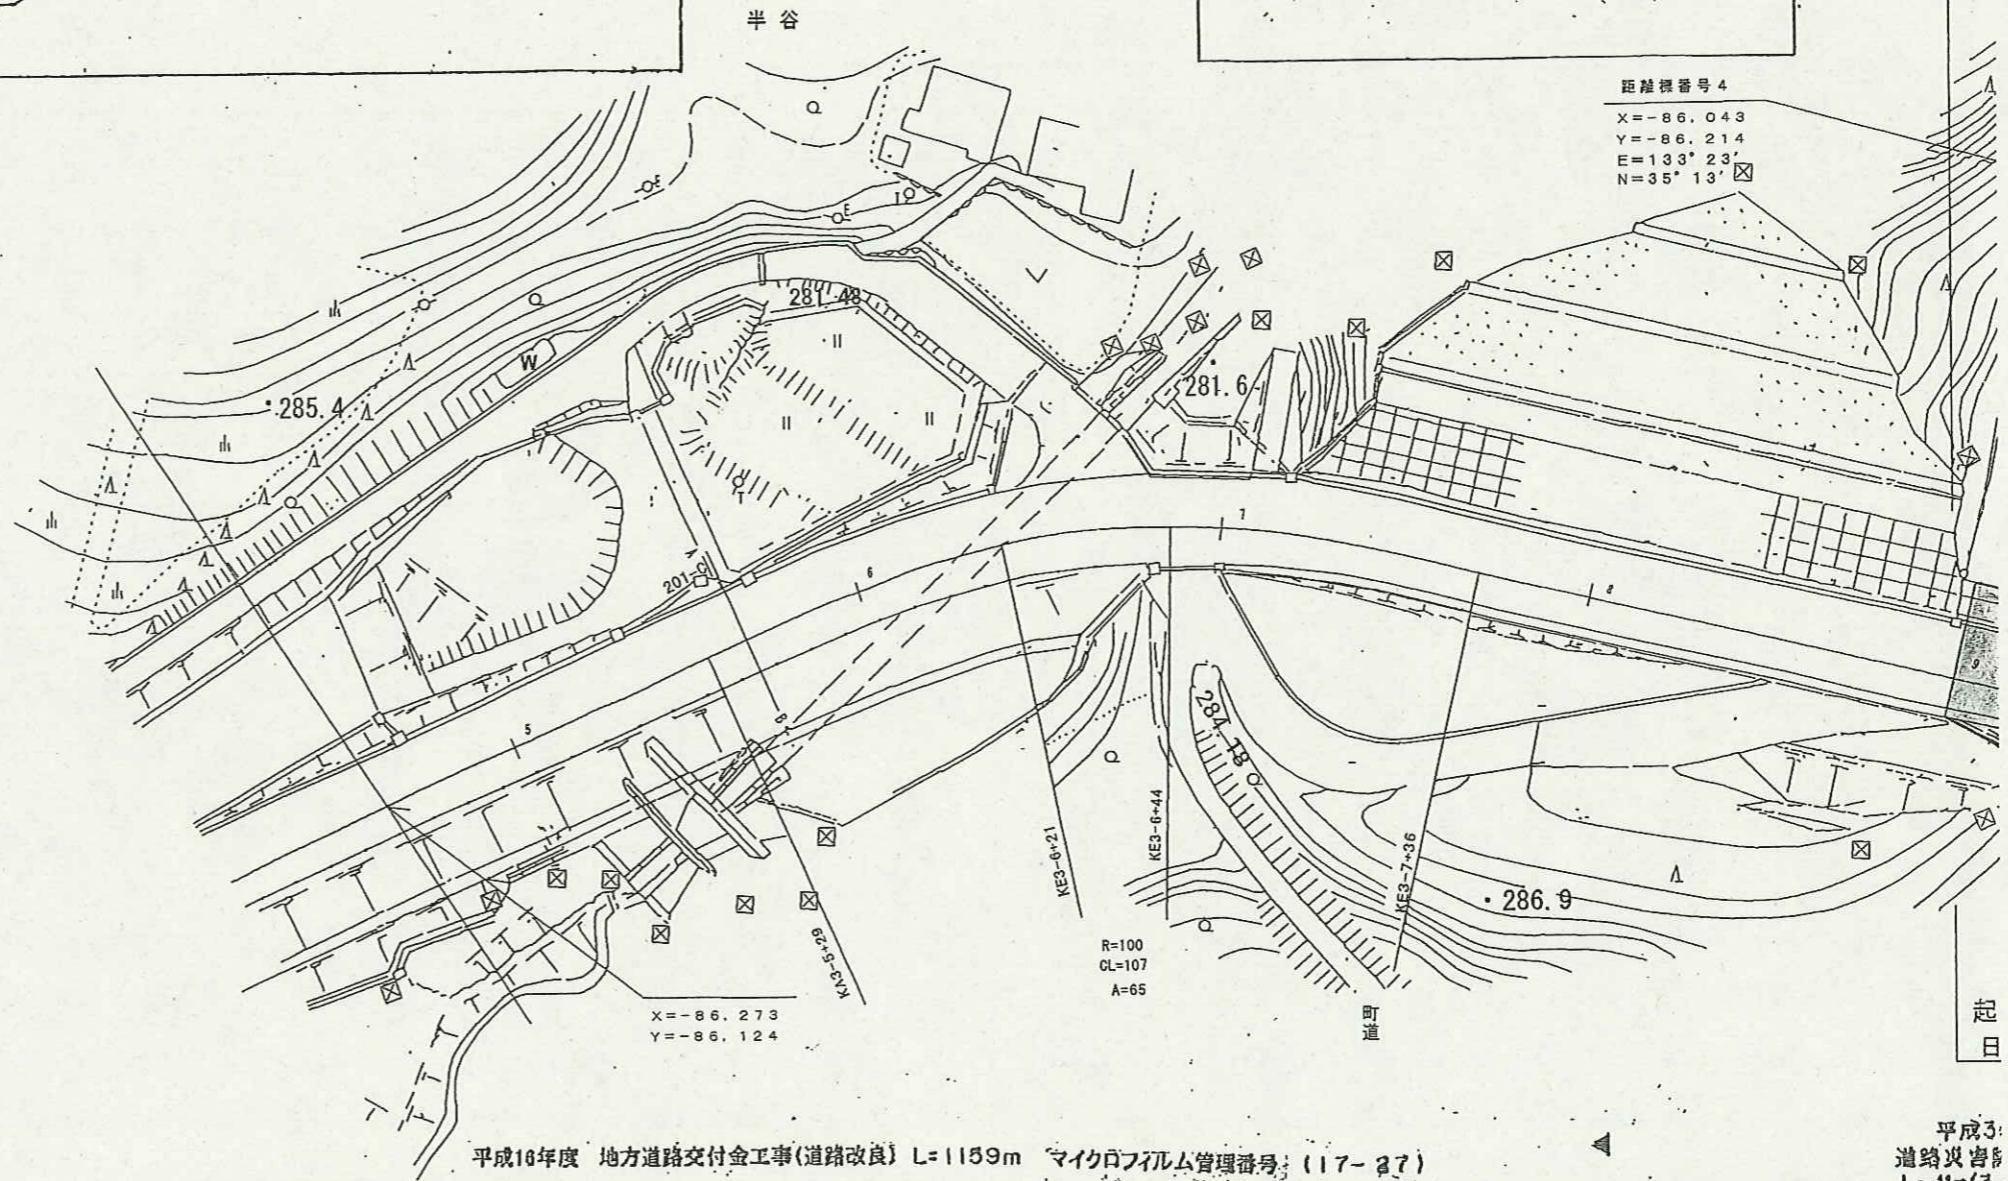 半谷
距離標番号4
X=-86.043
Y=-86.214
E=133°23'
N=35°13'
281.48
W
285.4
281.6
7
201-C
A
6
8
9
5
B
284.18
KE3-6+21
KE3-6+44
KE3-7+36
286.9
KA3-5+29
R=100
CL=107
A=65
X=-86.273
Y=-86.124
町道
起
日
平成16年度 地方道路交付金工事(道路改良) L=1159m マイクロフィルム管理番号 (17-27)
平成3
道路災害